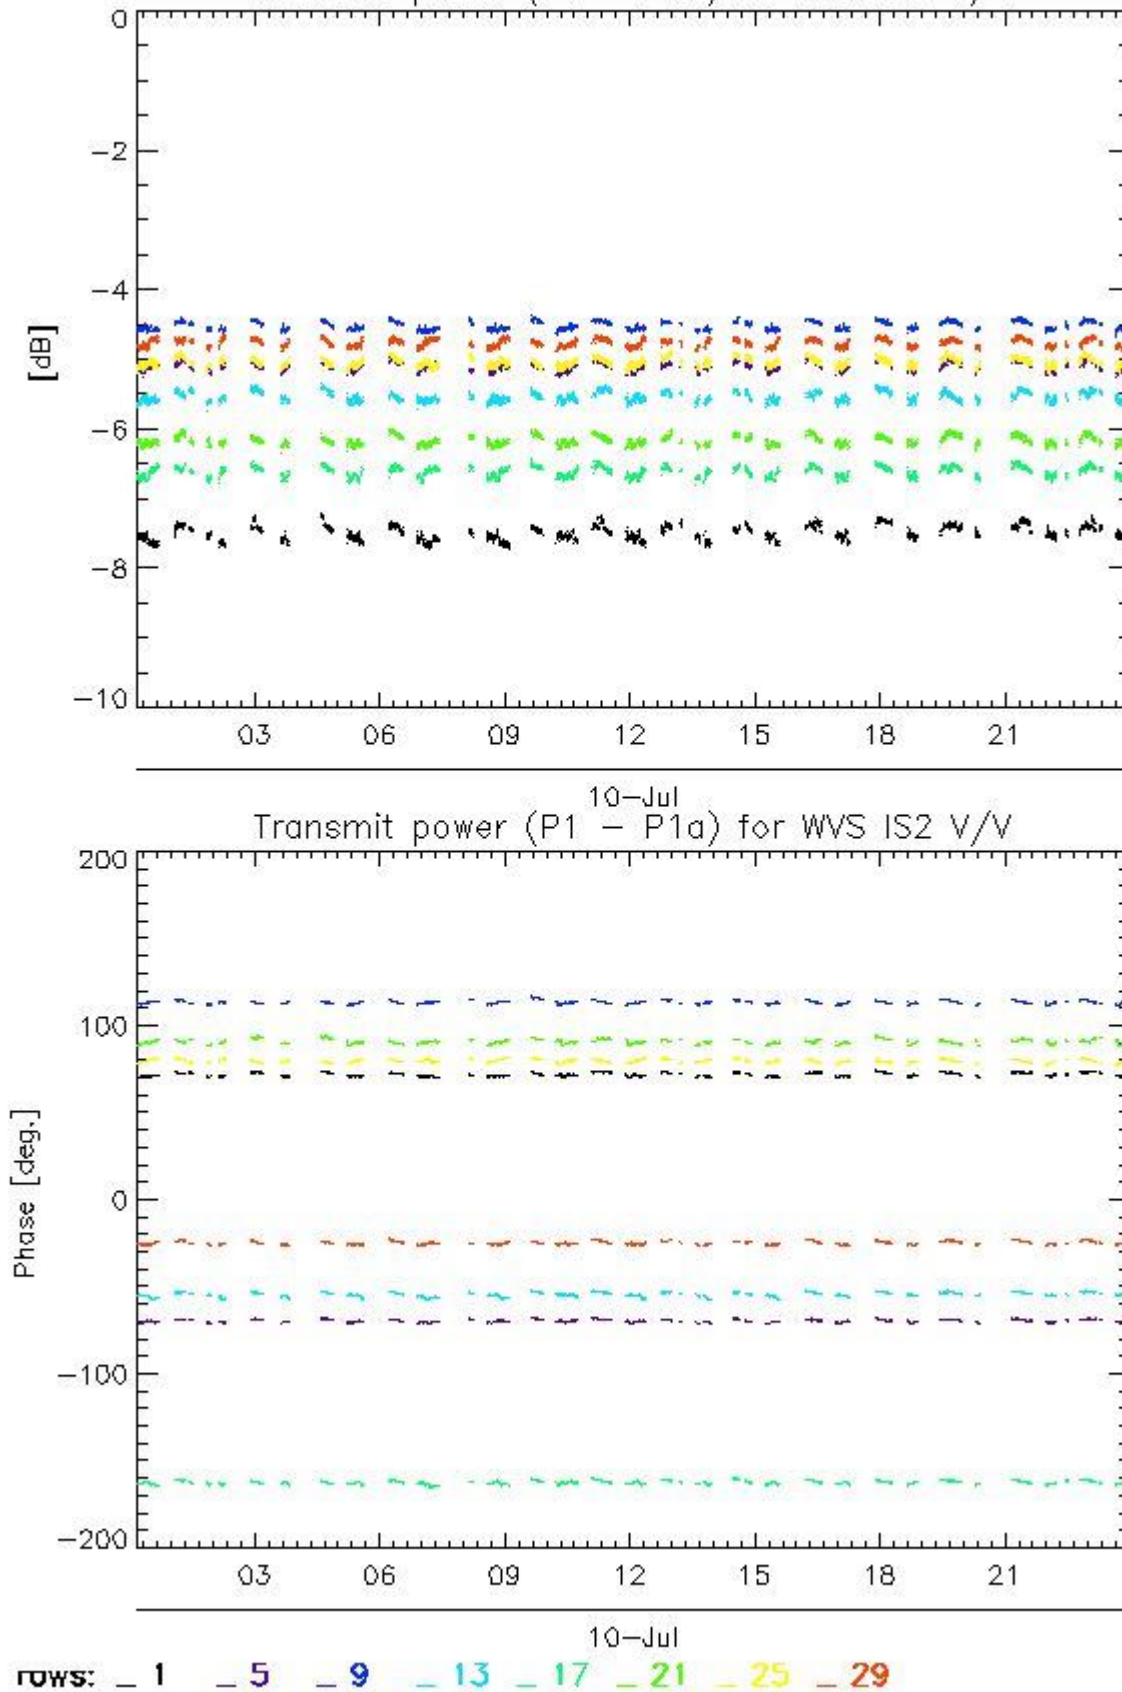 0
-2
-4
[dB]
-6
-8
-10
03 06 09 12 15 18 21
10-Jul
Transmit power (P1 - P1a) for WVS IS2 V/V
200
100
Phase [deg.]
0
-100
-200
03 06 09 12 15 18 21
10-Jul
rows: _ 1 _ 5 _ 9 _ 13 _ 17 _ 21 _ 25 _ 29